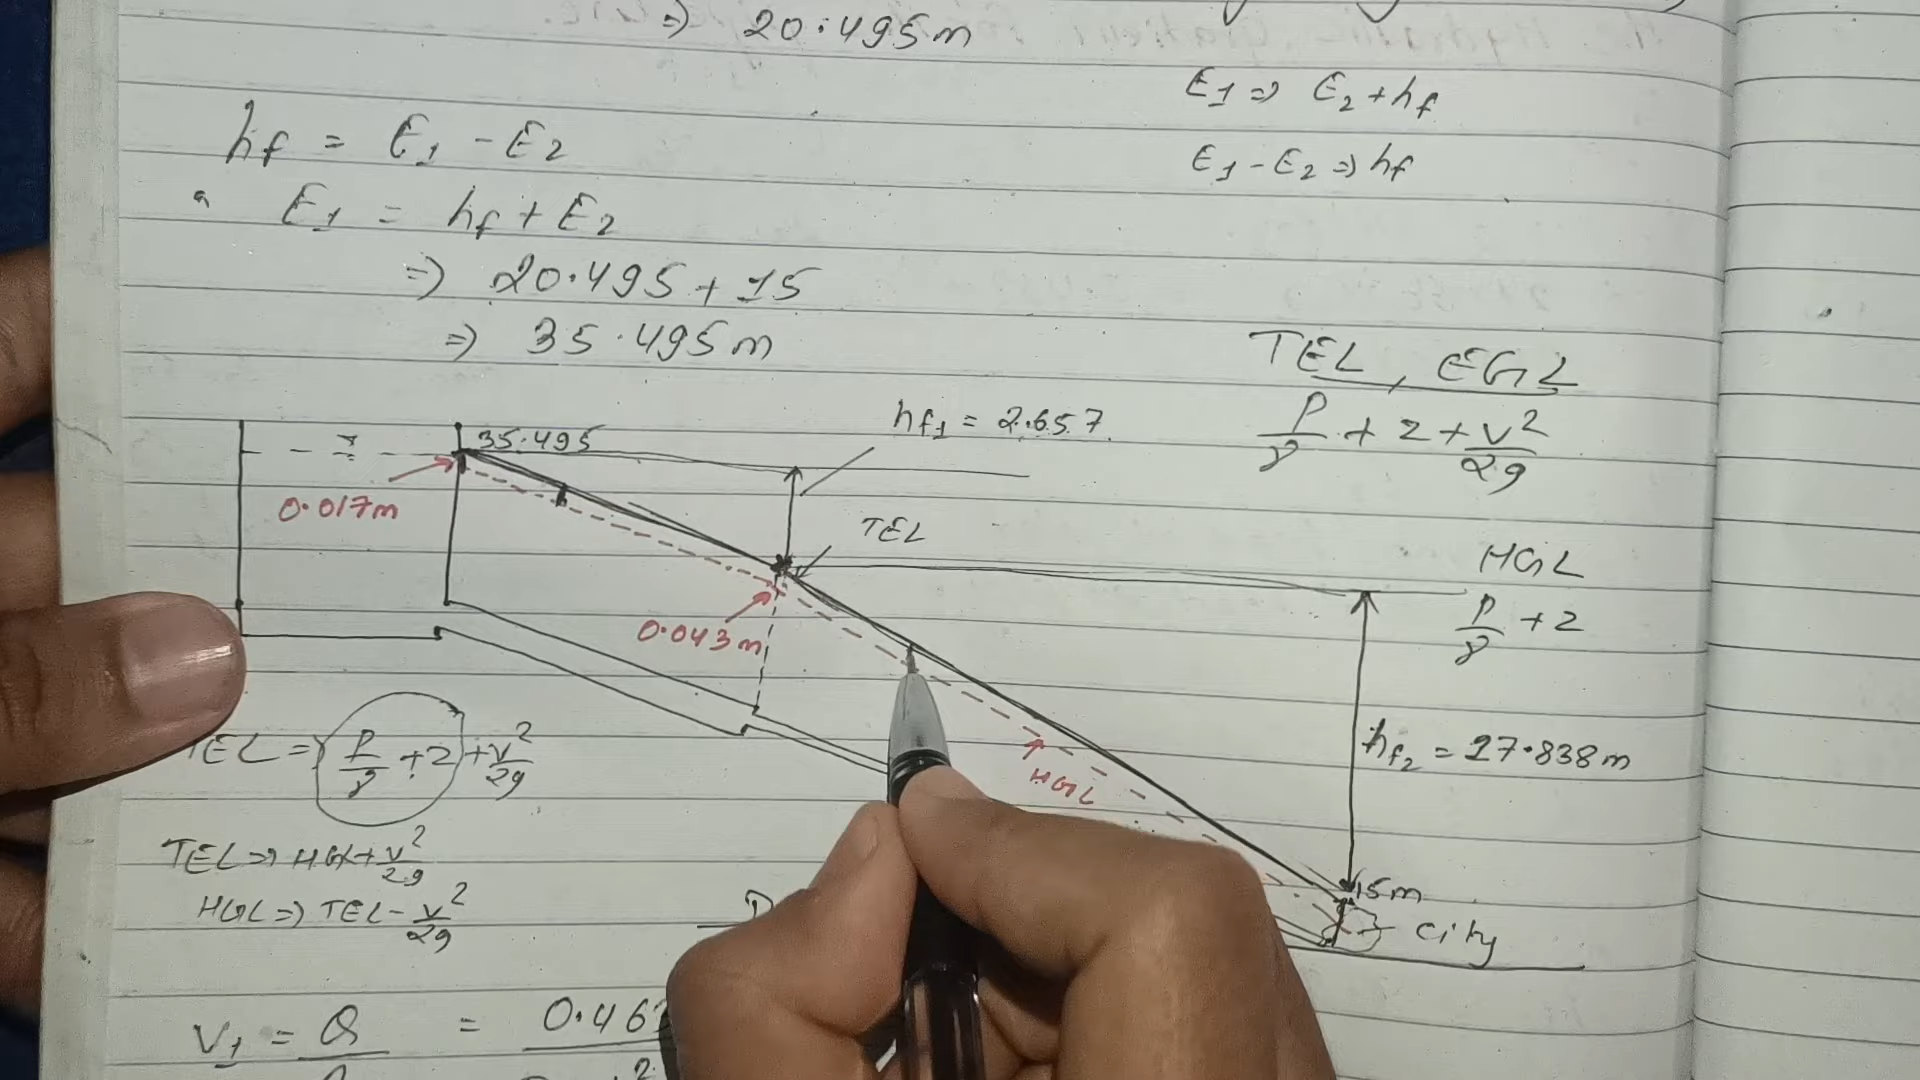 ⇒ 20.495m
E1 ⇒ E2 + hf
hf = E1 - E2
E1 - E2 ⇒ hf
E1 = hf + E2
⇒ 20.495 + 15
⇒ 35.495m
TEL, EGL
P/γ + z + v²/2g
hf1 = 2.657
35.495
0.017m
TEL
HGL
P/γ + z
0.043m
hf2 = 17.838m
HGL
TEL ⇒ P/γ + z + v²/2g
TEL ⇒ HGL + v²/2g
15m
City
HGL ⇒ TEL - v²/2g
V1 = Q = 0.46